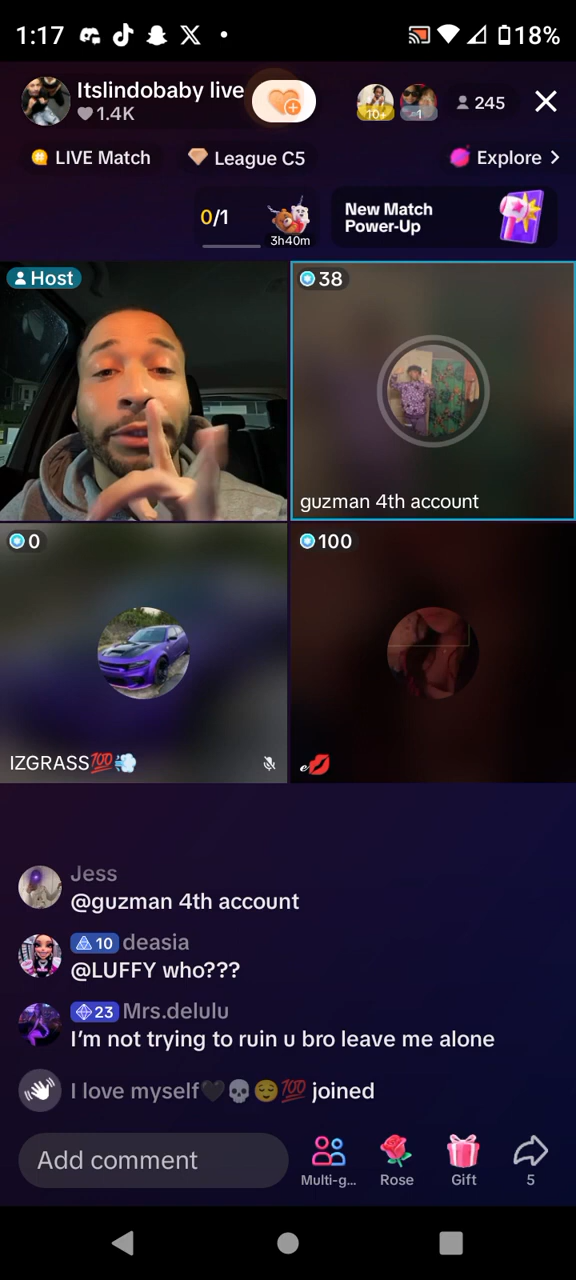 1:17
18%
Itslindobaby live
1.4K
10+
1
245
LIVE Match
League C5
Explore
0/1
3h40m
New Match
Power-Up
Host
38
guzman 4th account
0
100
IZGRASS💯💨
e💋
Jess
@guzman 4th account
10 deasia
@LUFFY who???
23 Mrs.delulu
I'm not trying to ruin u bro leave me alone
I love myself🖤💀😌💯 joined
Add comment
Multi-g...
Rose
Gift
5